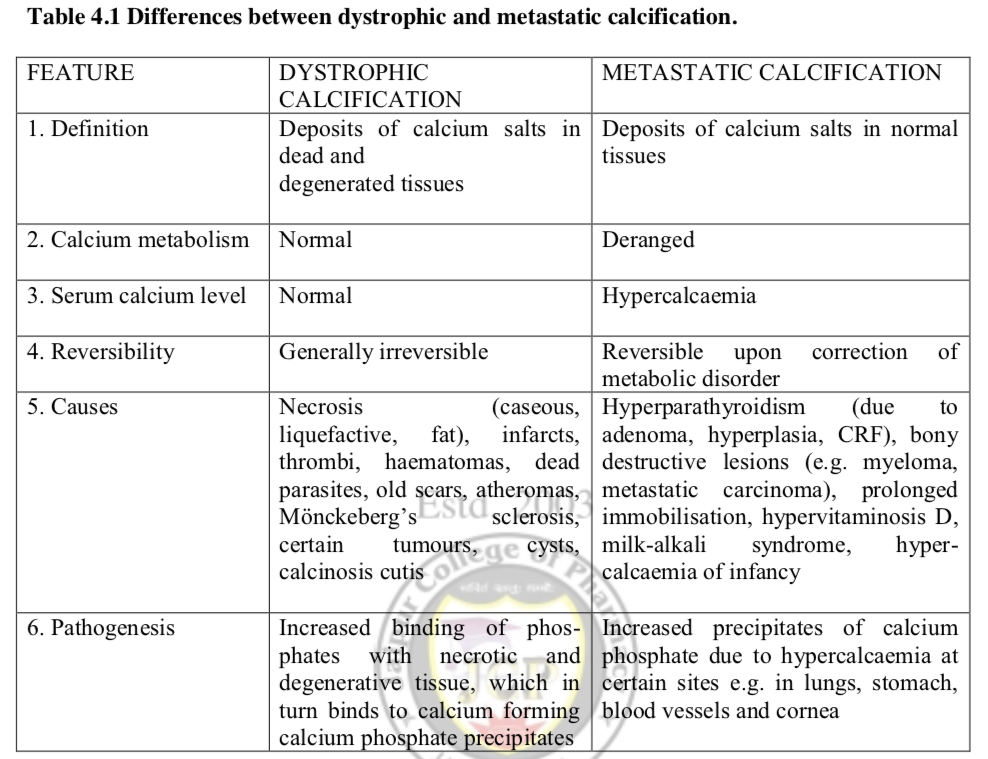 Table 4.1 Differences between dystrophic and metastatic calcification.
FEATURE
DYSTROPHIC
CALCIFICATION
METASTATIC CALCIFICATION
1. Definition
Deposits of calcium salts in
dead and
degenerated tissues
Deposits of calcium salts in normal
tissues
2. Calcium metabolism
Normal
Deranged
3. Serum calcium level
Normal
Hypercalcaemia
4. Reversibility
Generally irreversible
Reversible upon correction of
metabolic disorder
5. Causes
Necrosis (caseous,
liquefactive, fat), infarcts,
thrombi, haematomas, dead
parasites, old scars, atheromas,
Mönckeberg's sclerosis,
certain tumours, cysts,
calcinosis cutis
Hyperparathyroidism (due to
adenoma, hyperplasia, CRF), bony
destructive lesions (e.g. myeloma,
metastatic carcinoma), prolonged
immobilisation, hypervitaminosis D,
milk-alkali syndrome, hyper-
calcaemia of infancy
6. Pathogenesis
Increased binding of phos-
phates with necrotic and
degenerative tissue, which in
turn binds to calcium forming
calcium phosphate precipitates
Increased precipitates of calcium
phosphate due to hypercalcaemia at
certain sites e.g. in lungs, stomach,
blood vessels and cornea
Estd. 2003
College of Pharmacy
JCP